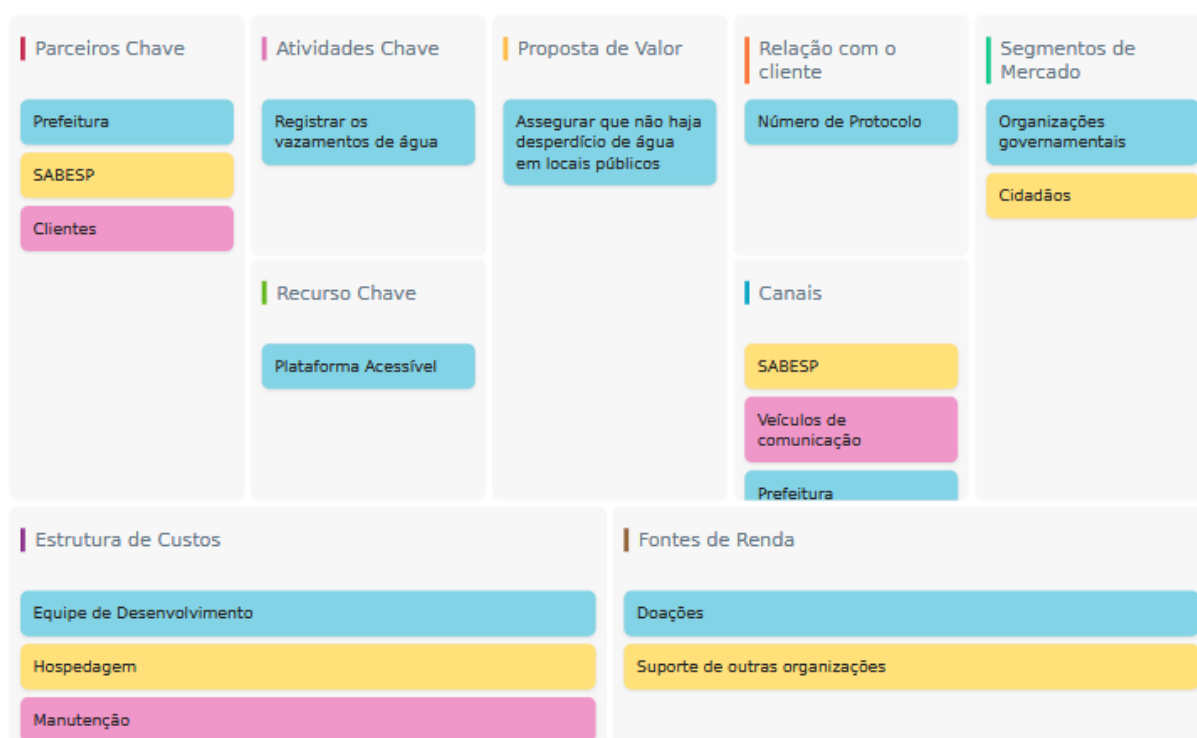 Parceiros Chave
Prefeitura
SABESP
Clientes
Atividades Chave
Registrar os
vazamentos de água
Recurso Chave
Plataforma Acessível
Proposta de Valor
Assegurar que não haja
desperdício de água
em locais públicos
Relação com o
cliente
Número de Protocolo
Canais
SABESP
Veículos de
comunicação
Prefeitura
Segmentos de
Mercado
Organizações
governamentais
Cidadãos
Estrutura de Custos
Equipe de Desenvolvimento
Hospedagem
Manutenção
Fontes de Renda
Doações
Suporte de outras organizações